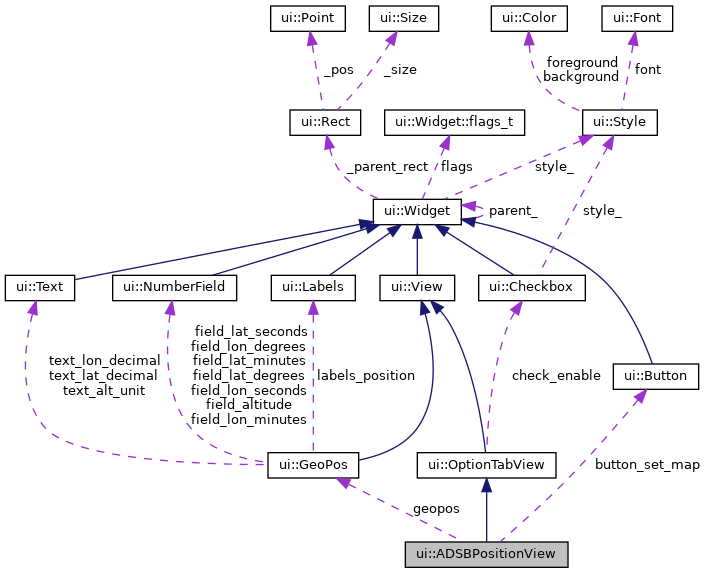 ui::Point
ui::Size
ui::Color
ui::Font
_pos
_size
foreground
background
font
ui::Rect
ui::Widget::flags_t
ui::Style
_parent_rect
flags
style_
ui::Widget
parent_
style_
ui::Text
ui::NumberField
ui::Labels
ui::View
ui::Checkbox
text_lon_decimal
text_lat_decimal
text_alt_unit
field_lat_seconds
field_lon_degrees
field_lat_minutes
field_lat_degrees
field_lon_seconds
field_altitude
field_lon_minutes
labels_position
check_enable
ui::Button
ui::GeoPos
ui::OptionTabView
button_set_map
geopos
ui::ADSBPositionView